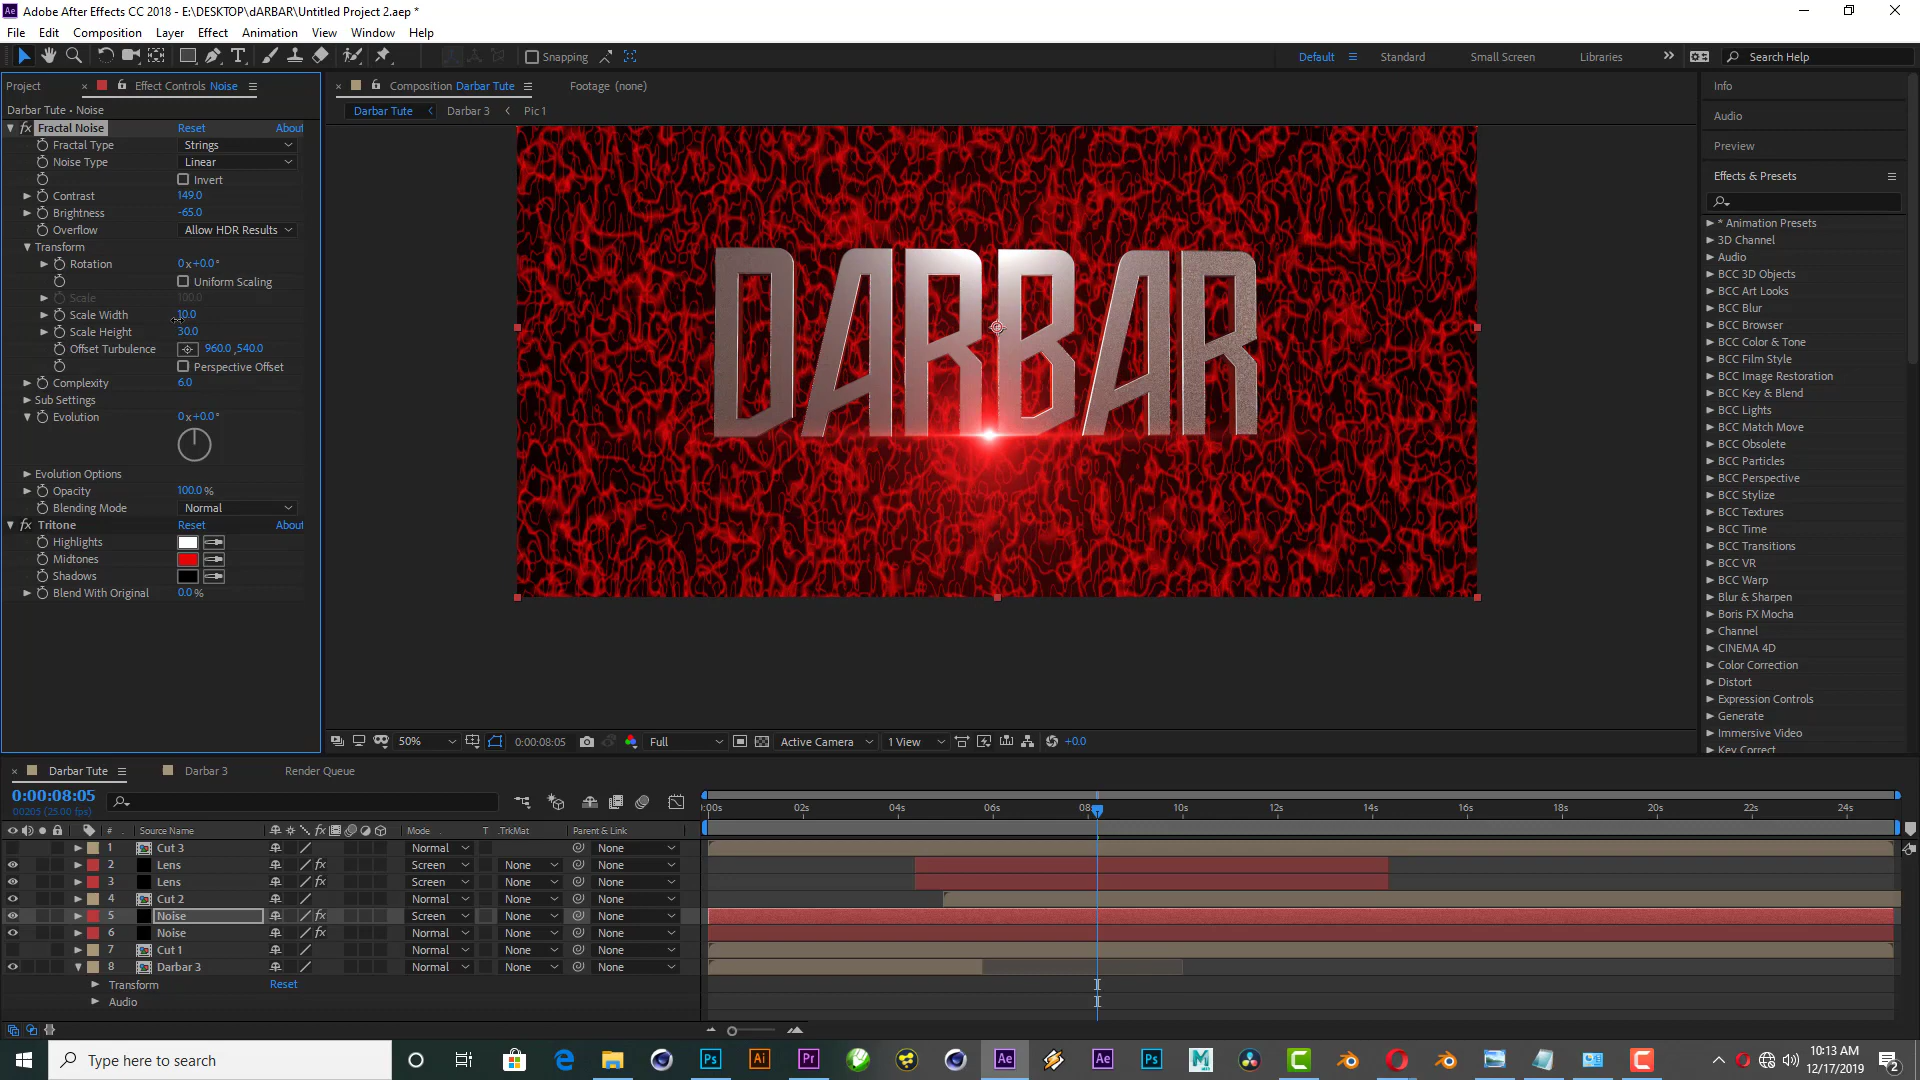 Adobe After Effects CC 2018 - E:\DESKTOP\dARBAR\Untitled Project 2.aep *
File Edit Composition Layer Effect Animation View Window Help
Snapping Default Standard Small Screen Libraries Search Help
Project Effect Controls Noise
Darbar Tute • Noise
Fractal Noise Reset About
Fractal Type Strings
Noise Type Linear
Invert
Contrast 149.0
Brightness -65.0
Overflow Allow HDR Results
Transform
Rotation 0x+0.0°
Uniform Scaling
Scale 100.0
Scale Width 10.0
Scale Height 30.0
Offset Turbulence 960.0,540.0
Perspective Offset
Complexity 6.0
Sub Settings
Evolution 0x+0.0°
Evolution Options
Opacity 100.0 %
Blending Mode Normal
Tritone Reset About
Highlights
Midtones
Shadows
Blend With Original 0.0 %
Composition Darbar Tute Footage (none)
Darbar Tute Darbar 3 Pic 1
DARBAR
50% 0:00:08:05 Full Active Camera 1 View +0.0
Info
Audio
Preview
Effects & Presets
* Animation Presets
3D Channel
Audio
BCC 3D Objects
BCC Art Looks
BCC Blur
BCC Browser
BCC Color & Tone
BCC Film Style
BCC Image Restoration
BCC Key & Blend
BCC Lights
BCC Match Move
BCC Obsolete
BCC Particles
BCC Perspective
BCC Stylize
BCC Textures
BCC Time
BCC Transitions
BCC VR
BCC Warp
Blur & Sharpen
Boris FX Mocha
Channel
CINEMA 4D
Color Correction
Distort
Expression Controls
Generate
Immersive Video
Key Correct
Darbar Tute Darbar 3 Render Queue
0:00:08:05
00205 (25.00 fps)
:00s 02s 04s 06s 08s 10s 12s 14s 16s 18s 20s 22s 24s
# Source Name Mode T .TrkMat Parent & Link
1 Cut 3 Normal None
2 Lens Screen None None
3 Lens Screen None None
4 Cut 2 Normal None None
5 Noise Screen None None
6 Noise Normal None None
7 Cut 1 Normal None None
8 Darbar 3 Normal None None
Transform Reset
Audio
Type here to search
10:13 AM
12/17/2019
2